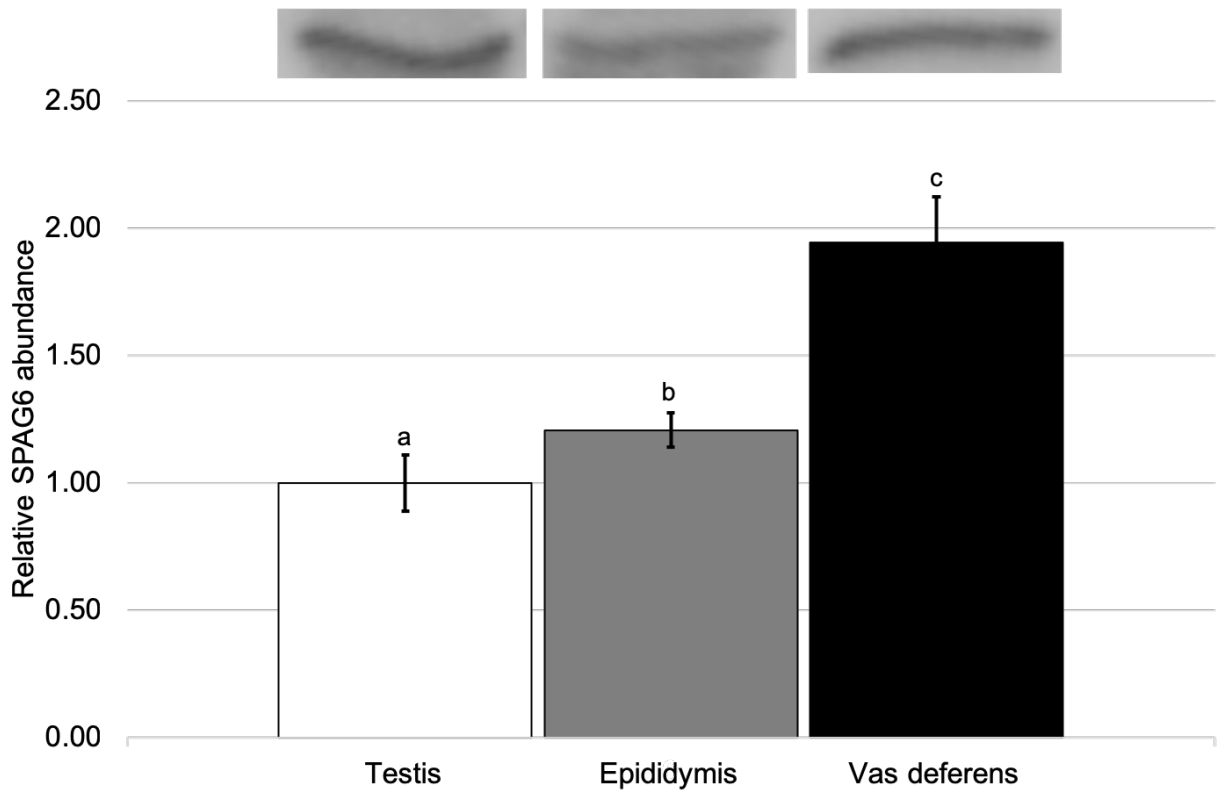 2.50
c
2.00
Relative SPAG6 abundance
1.50
b
a
1.00
0.50
0.00
Testis
Epididymis
Vas deferens